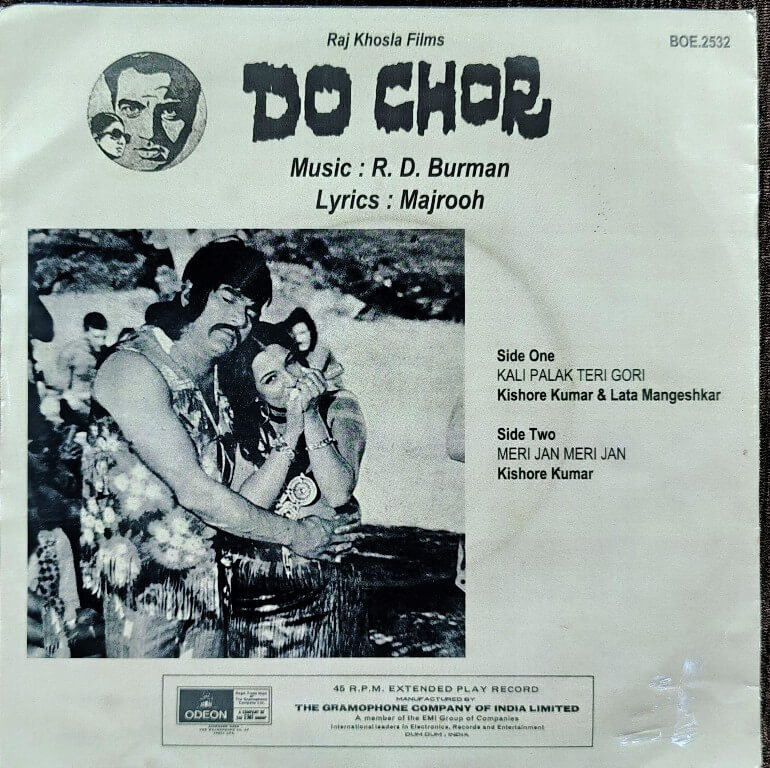 Raj Khosla Films
BOE.2532
DO CHOR
Music : R. D. Burman
Lyrics : Majrooh
Side One
KALI PALAK TERI GORI
Kishore Kumar & Lata Mangeshkar
Side Two
MERI JAN MERI JAN
Kishore Kumar
ODEON
45 R.P.M. EXTENDED PLAY RECORD
MANUFACTURED BY
THE GRAMOPHONE COMPANY OF INDIA LIMITED
A member of the EMI Group of Companies
International leaders in Electronics, Records and Entertainment
DUM DUM : INDIA